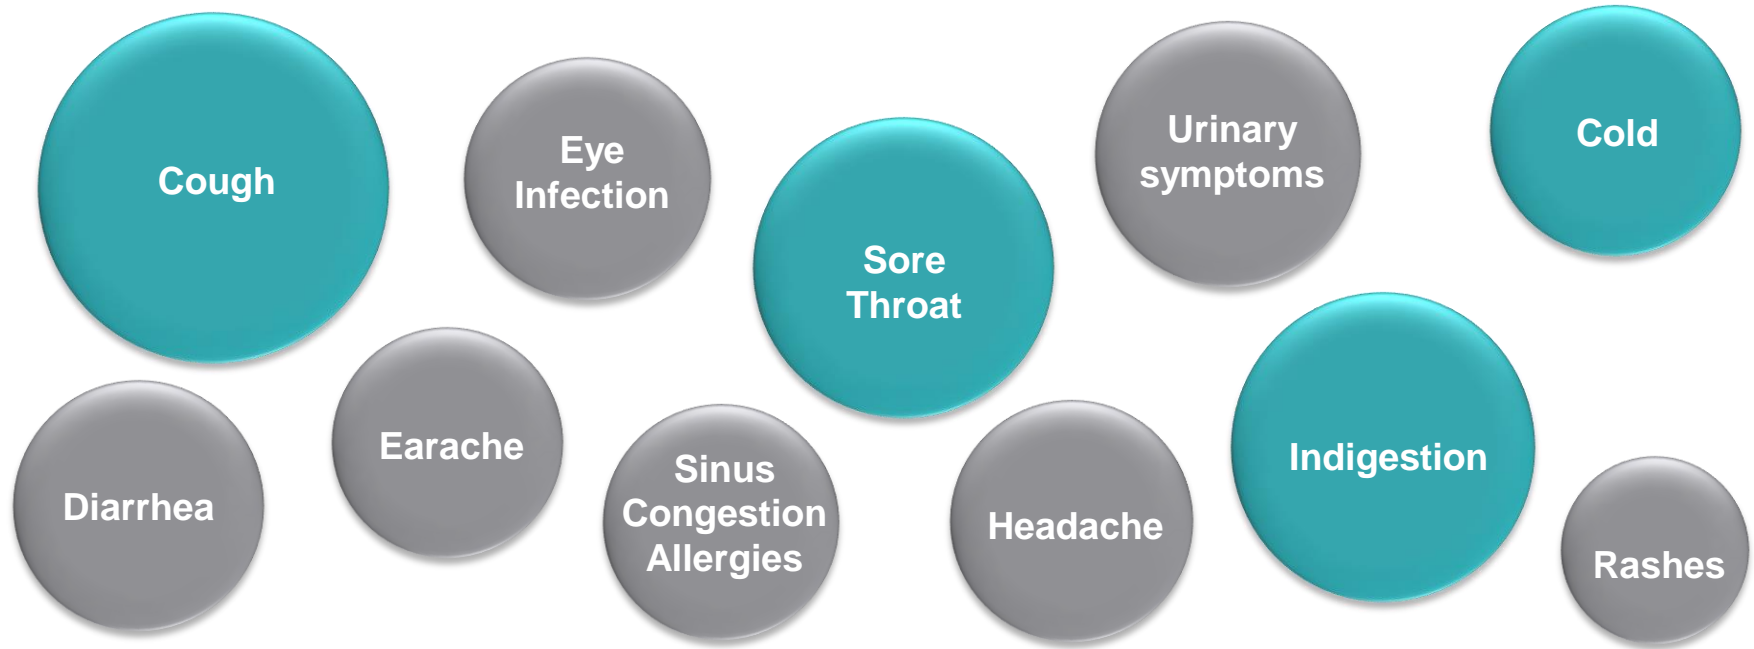 Cough
Eye
Infection
Sore
Throat
Urinary
symptoms
Cold
Diarrhea
Earache
Sinus
Congestion
Allergies
Headache
Indigestion
Rashes